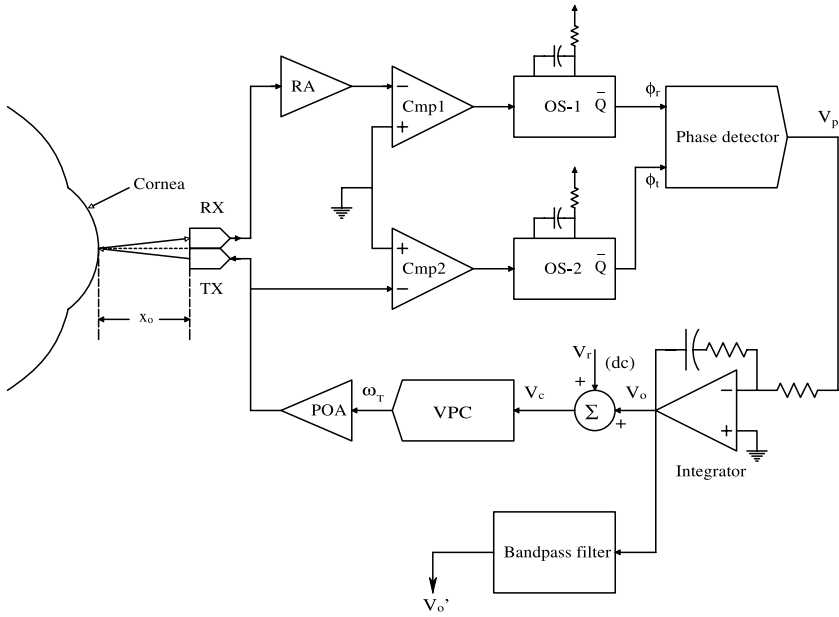 RA
−
+
Cmp1
OS-1
Q̅
ϕr
Phase detector
Vp
Cornea
RX
TX
xo
+
−
Cmp2
OS-2
Q̅
ϕt
POA
ωT
VPC
Vc
Vr
(dc)
+
Σ
+
Vo
−
+
Integrator
Bandpass filter
Vo'